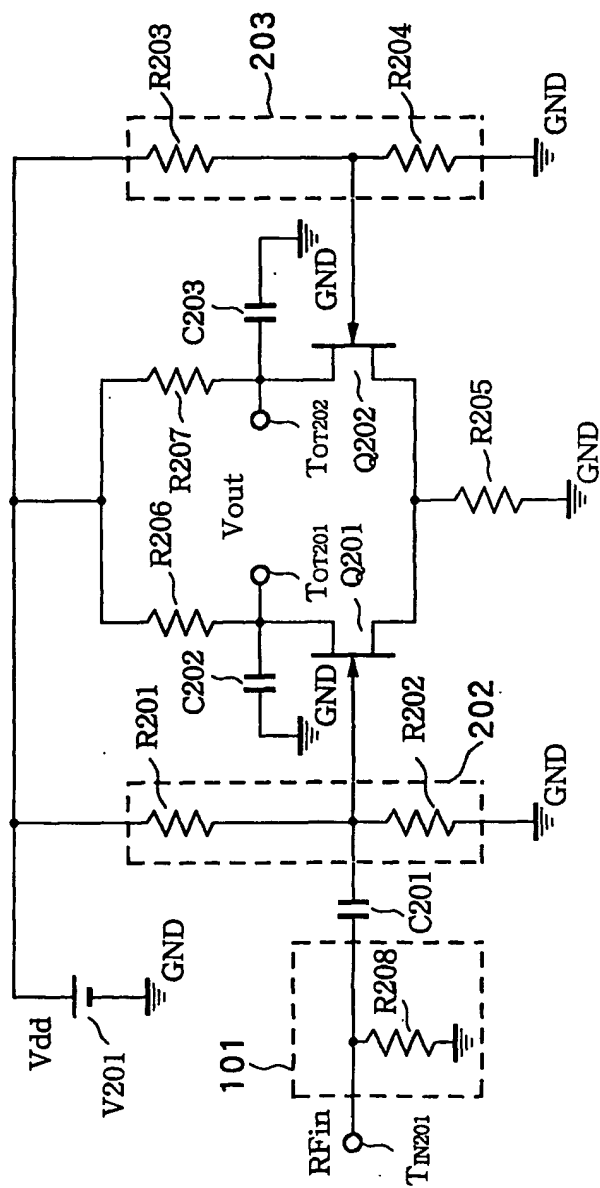 Vdd
V201
GND
RFin
TIN201
101
R208
C201
R201
R202
202
GND
C202
GND
R206
R207
Vout
TOT201
TOT202
Q201
Q202
C203
GND
R205
GND
R203
203
R204
GND